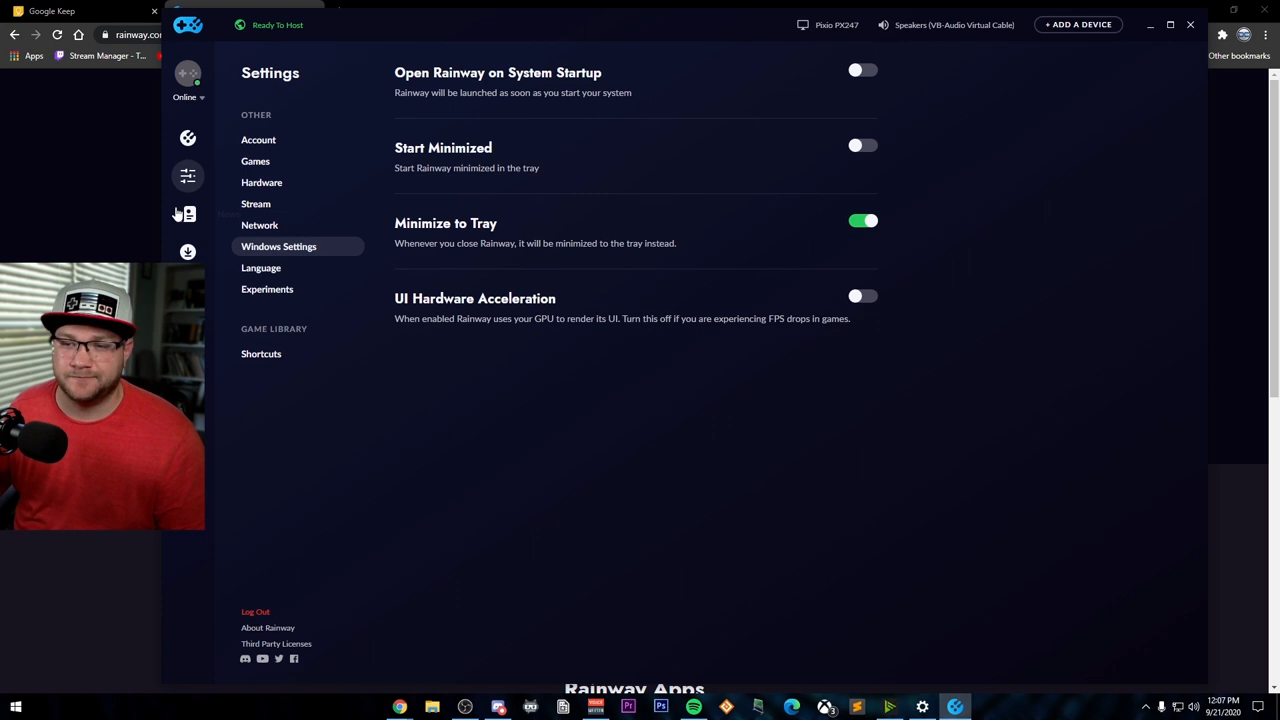 Google Keep
Ready To Host
Pixio PX247
Speakers (VB-Audio Virtual Cable)
+ ADD A DEVICE
rainway.co
Apps
Stream Manager - T...
Other bookmarks
Online
Settings
OTHER
Account
Games
Hardware
Stream
Network
Windows Settings
Language
Experiments
GAME LIBRARY
Shortcuts
Open Rainway on System Startup
Rainway will be launched as soon as you start your system
Start Minimized
Start Rainway minimized in the tray
Minimize to Tray
Whenever you close Rainway, it will be minimized to the tray instead.
UI Hardware Acceleration
When enabled Rainway uses your GPU to render its UI. Turn this off if you are experiencing FPS drops in games.
Log Out
About Rainway
Third Party Licenses
Rainway Apps
Pr
Ps
12:07 PM
9/21/2020